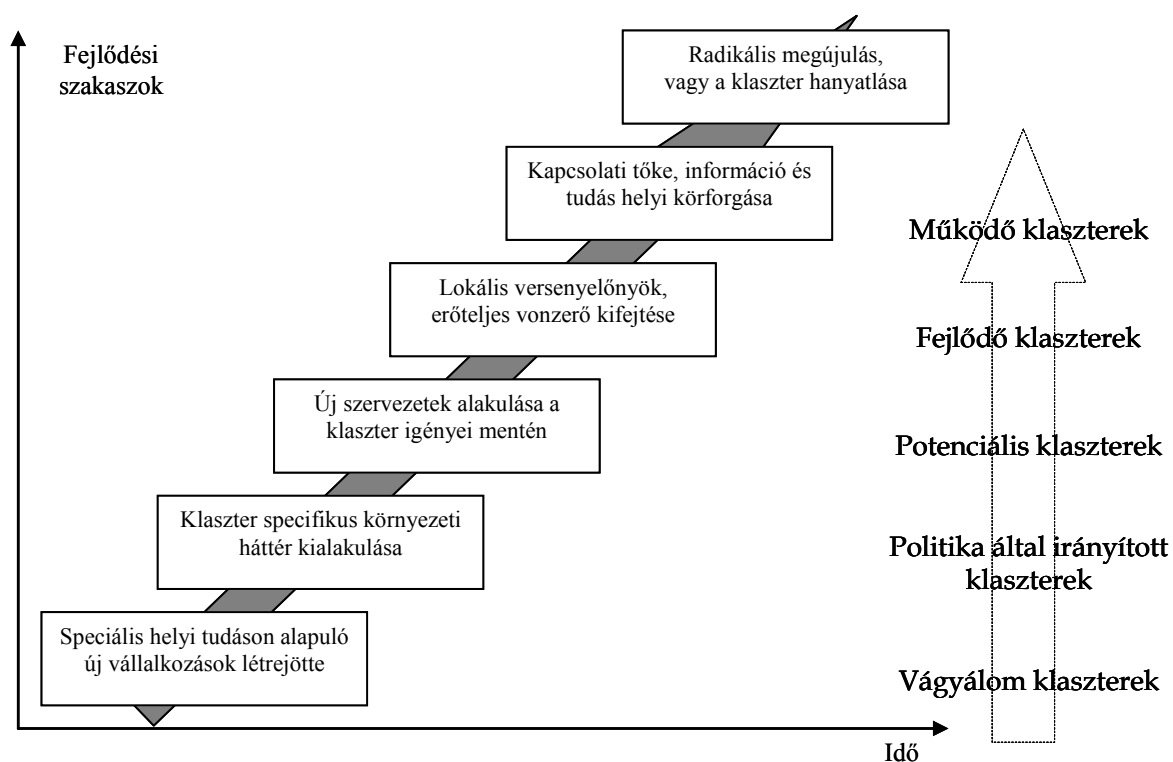 Fejlődési
szakaszok
Radikális megújulás,
vagy a klaszter hanyatlása
Kapcsolati tőke, információ és
tudás helyi körforgása
Lokális versenyelőnyök,
erőteljes vonzerő kifejtése
Új szervezetek alakulása a
klaszter igényei mentén
Klaszter specifikus környezeti
háttér kialakulása
Speciális helyi tudáson alapuló
új vállalkozások létrejötte
Idő
Működő klaszterek
Fejlődő klaszterek
Potenciális klaszterek
Politika által irányított
klaszterek
Vágyálom klaszterek